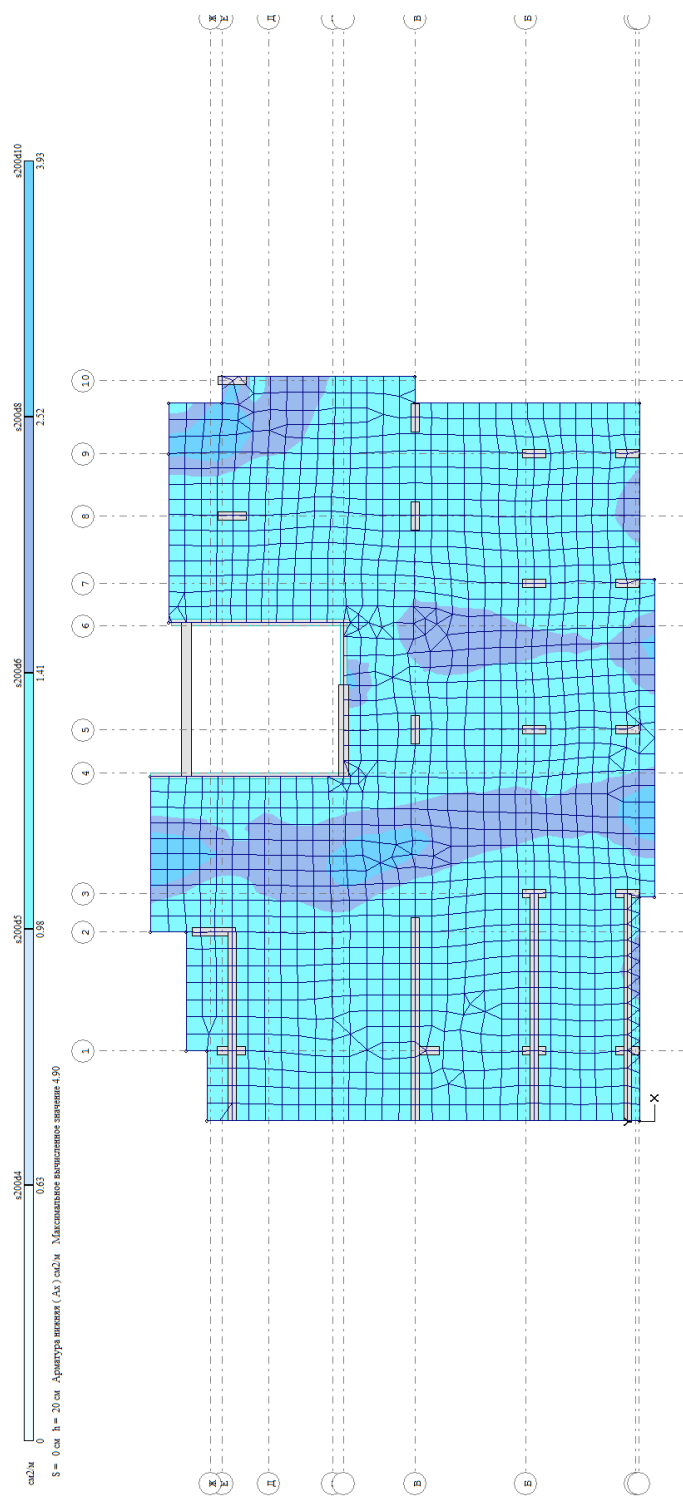 см2/м
0
s200d4
0.63
s200d5
0.98
s200d6
1.41
s200d8
2.52
s200d10
3.93
S = 0 см h = 20 см Арматура нижняя ( Ax ) см2/м Максимальное вычисленное значение 4.90
1
2
3
4
5
6
7
8
9
10
Ж
Е
Д
В
Б
Ж
Е
Д
В
Б
X
Y